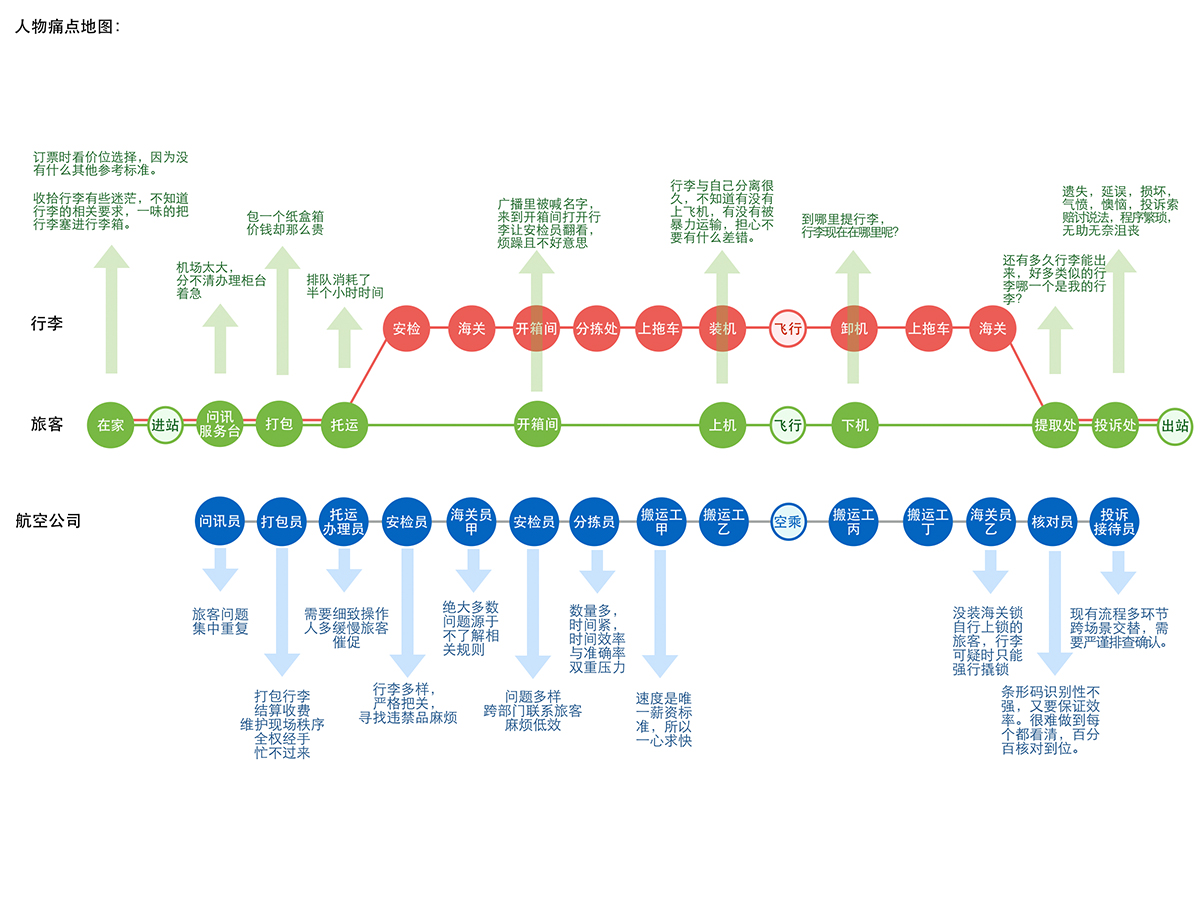 人物痛点地图：
订票时看价位选择，因为没
有什么其他参考标准。
收拾行李有些迷茫，不知道
行李的相关要求，一味的把
行李塞进行李箱。
机场太大，
分不清办理柜台
着急
包一个纸盒箱
价钱却那么贵
排队消耗了
半个小时时间
广播里被喊名字，
来到开箱间打开行
李让安检员翻看，
烦躁且不好意思
行李与自己分离很
久，不知道有没有
上飞机，有没有被
暴力运输，担心不
要有什么差错。
到哪里提行李，
行李现在在哪里呢？
还有多久行李能出
来，好多类似的行
李哪一个是我的行
李？
遗失，延误，损坏，
气愤，懊恼，投诉索
赔讨说法，程序繁琐，
无助无奈沮丧
行李
安检
海关
开箱间
分拣处
上拖车
装机
飞行
卸机
上拖车
海关
旅客
在家
进站
问讯
服务台
打包
托运
开箱间
上机
飞行
下机
提取处
投诉处
出站
航空公司
问讯员
打包员
托运
办理员
安检员
海关员
甲
安检员
分拣员
搬运工
甲
搬运工
乙
空乘
搬运工
丙
搬运工
丁
海关员
乙
核对员
投诉
接待员
旅客问题
集中重复
打包行李
结算收费
维护现场秩序
全权经手
忙不过来
需要细致操作
人多缓慢旅客
催促
行李多样，
严格把关，
寻找违禁品麻烦
绝大多数
问题源于
不了解相
关规则
问题多样
跨部门联系旅客
麻烦低效
数量多，
时间紧，
时间效率
与准确率
双重压力
速度是唯
一薪资标
准，所以
一心求快
没装海关锁
自行上锁的
旅客，行李
可疑时只能
强行撬锁
条形码识别性不
强，又要保证效
率。很难做到每
个都看清，百分
百核对到位。
现有流程多环节
跨场景交替，需
要严谨排查确认。